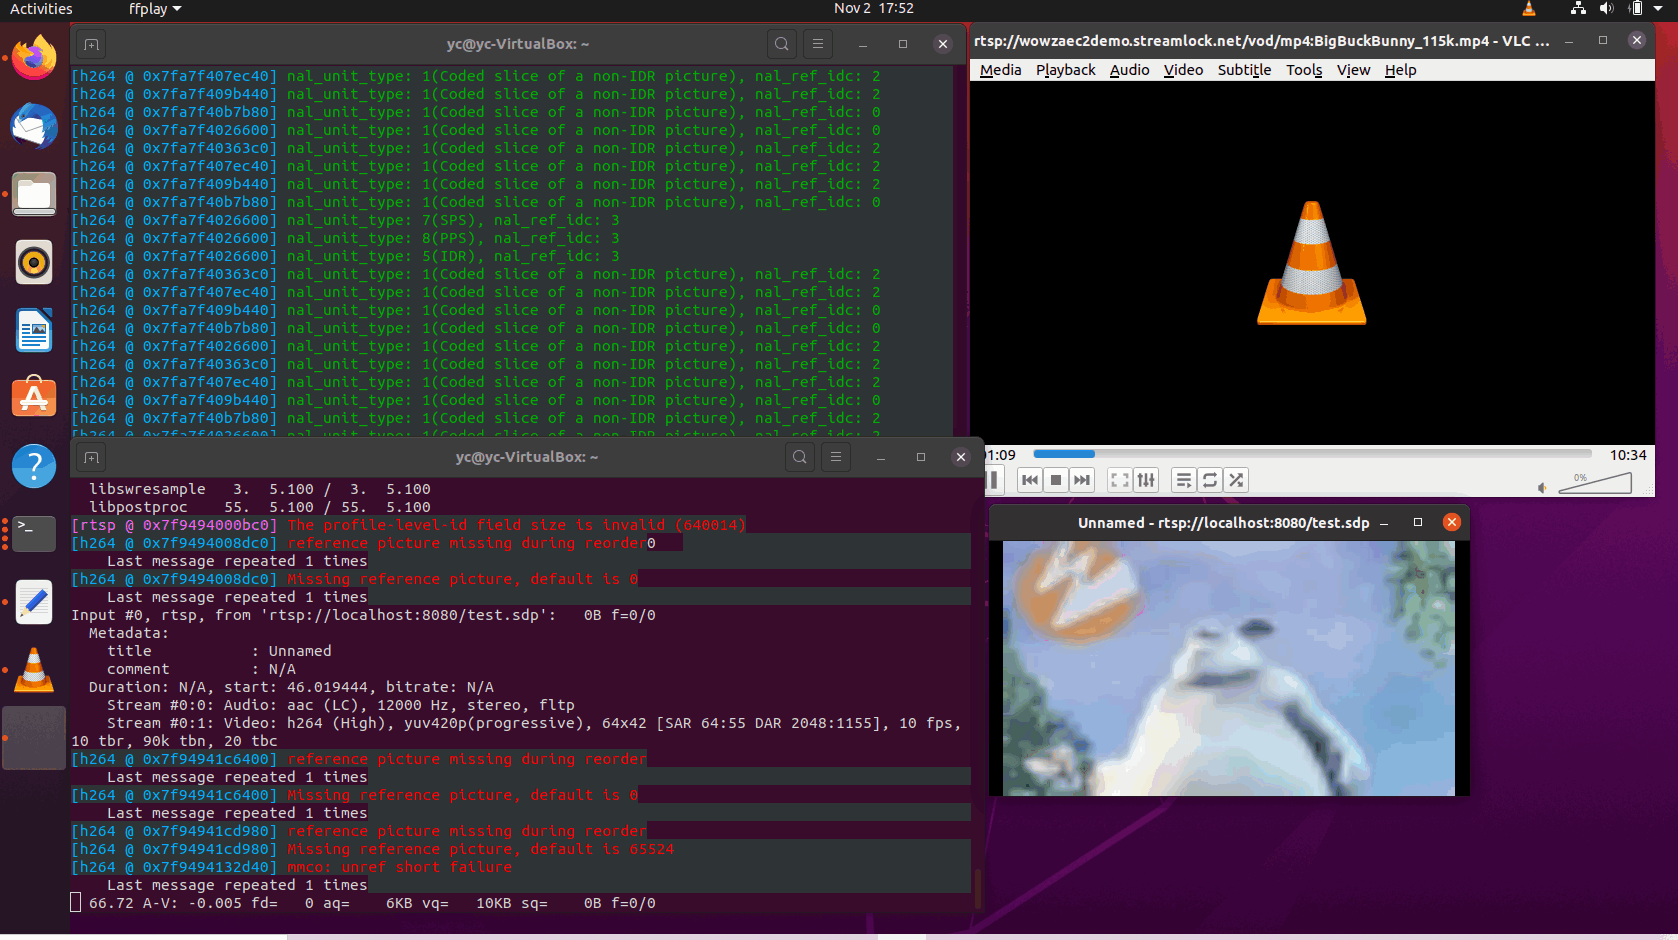 Activities
ffplay
Nov 2 17:52
yc@yc-VirtualBox: ~
[h264 @ 0x7fa7f407ec40] nal_unit_type: 1(Coded slice of a non-IDR picture), nal_ref_idc: 2
[h264 @ 0x7fa7f409b440] nal_unit_type: 1(Coded slice of a non-IDR picture), nal_ref_idc: 2
[h264 @ 0x7fa7f40b7b80] nal_unit_type: 1(Coded slice of a non-IDR picture), nal_ref_idc: 0
[h264 @ 0x7fa7f4026600] nal_unit_type: 1(Coded slice of a non-IDR picture), nal_ref_idc: 0
[h264 @ 0x7fa7f40363c0] nal_unit_type: 1(Coded slice of a non-IDR picture), nal_ref_idc: 2
[h264 @ 0x7fa7f407ec40] nal_unit_type: 1(Coded slice of a non-IDR picture), nal_ref_idc: 2
[h264 @ 0x7fa7f409b440] nal_unit_type: 1(Coded slice of a non-IDR picture), nal_ref_idc: 2
[h264 @ 0x7fa7f40b7b80] nal_unit_type: 1(Coded slice of a non-IDR picture), nal_ref_idc: 0
[h264 @ 0x7fa7f4026600] nal_unit_type: 7(SPS), nal_ref_idc: 3
[h264 @ 0x7fa7f4026600] nal_unit_type: 8(PPS), nal_ref_idc: 3
[h264 @ 0x7fa7f4026600] nal_unit_type: 5(IDR), nal_ref_idc: 3
[h264 @ 0x7fa7f40363c0] nal_unit_type: 1(Coded slice of a non-IDR picture), nal_ref_idc: 2
[h264 @ 0x7fa7f407ec40] nal_unit_type: 1(Coded slice of a non-IDR picture), nal_ref_idc: 2
[h264 @ 0x7fa7f409b440] nal_unit_type: 1(Coded slice of a non-IDR picture), nal_ref_idc: 0
[h264 @ 0x7fa7f40b7b80] nal_unit_type: 1(Coded slice of a non-IDR picture), nal_ref_idc: 0
[h264 @ 0x7fa7f4026600] nal_unit_type: 1(Coded slice of a non-IDR picture), nal_ref_idc: 2
[h264 @ 0x7fa7f40363c0] nal_unit_type: 1(Coded slice of a non-IDR picture), nal_ref_idc: 2
[h264 @ 0x7fa7f407ec40] nal_unit_type: 1(Coded slice of a non-IDR picture), nal_ref_idc: 2
[h264 @ 0x7fa7f409b440] nal_unit_type: 1(Coded slice of a non-IDR picture), nal_ref_idc: 0
[h264 @ 0x7fa7f40b7b80] nal_unit_type: 1(Coded slice of a non-IDR picture), nal_ref_idc: 2
[h264 @ 0x7fa7f4026600] nal_unit_type: 1(Coded slice of a non-IDR picture), nal_ref_idc: 2
rtsp://wowzaec2demo.streamlock.net/vod/mp4:BigBuckBunny_115k.mp4 - VLC ...
Media Playback Audio Video Subtitle Tools View Help
01:09
10:34
0%
yc@yc-VirtualBox: ~
libswresample 3. 5.100 / 3. 5.100
libpostproc 55. 5.100 / 55. 5.100
[rtsp @ 0x7f9494000bc0] The profile-level-id field size is invalid (640014)
[h264 @ 0x7f9494008dc0] reference picture missing during reorder0
Last message repeated 1 times
[h264 @ 0x7f9494008dc0] Missing reference picture, default is 0
Last message repeated 1 times
Input #0, rtsp, from 'rtsp://localhost:8080/test.sdp': 0B f=0/0
Metadata:
title : Unnamed
comment : N/A
Duration: N/A, start: 46.019444, bitrate: N/A
Stream #0:0: Audio: aac (LC), 12000 Hz, stereo, fltp
Stream #0:1: Video: h264 (High), yuv420p(progressive), 64x42 [SAR 64:55 DAR 2048:1155], 10 fps,
10 tbr, 90k tbn, 20 tbc
[h264 @ 0x7f94941c6400] reference picture missing during reorder
Last message repeated 1 times
[h264 @ 0x7f94941c6400] Missing reference picture, default is 0
Last message repeated 1 times
[h264 @ 0x7f94941cd980] reference picture missing during reorder
[h264 @ 0x7f94941cd980] Missing reference picture, default is 65524
[h264 @ 0x7f9494132d40] mmco: unref short failure
Last message repeated 1 times
66.72 A-V: -0.005 fd= 0 aq= 6KB vq= 10KB sq= 0B f=0/0
Unnamed - rtsp://localhost:8080/test.sdp